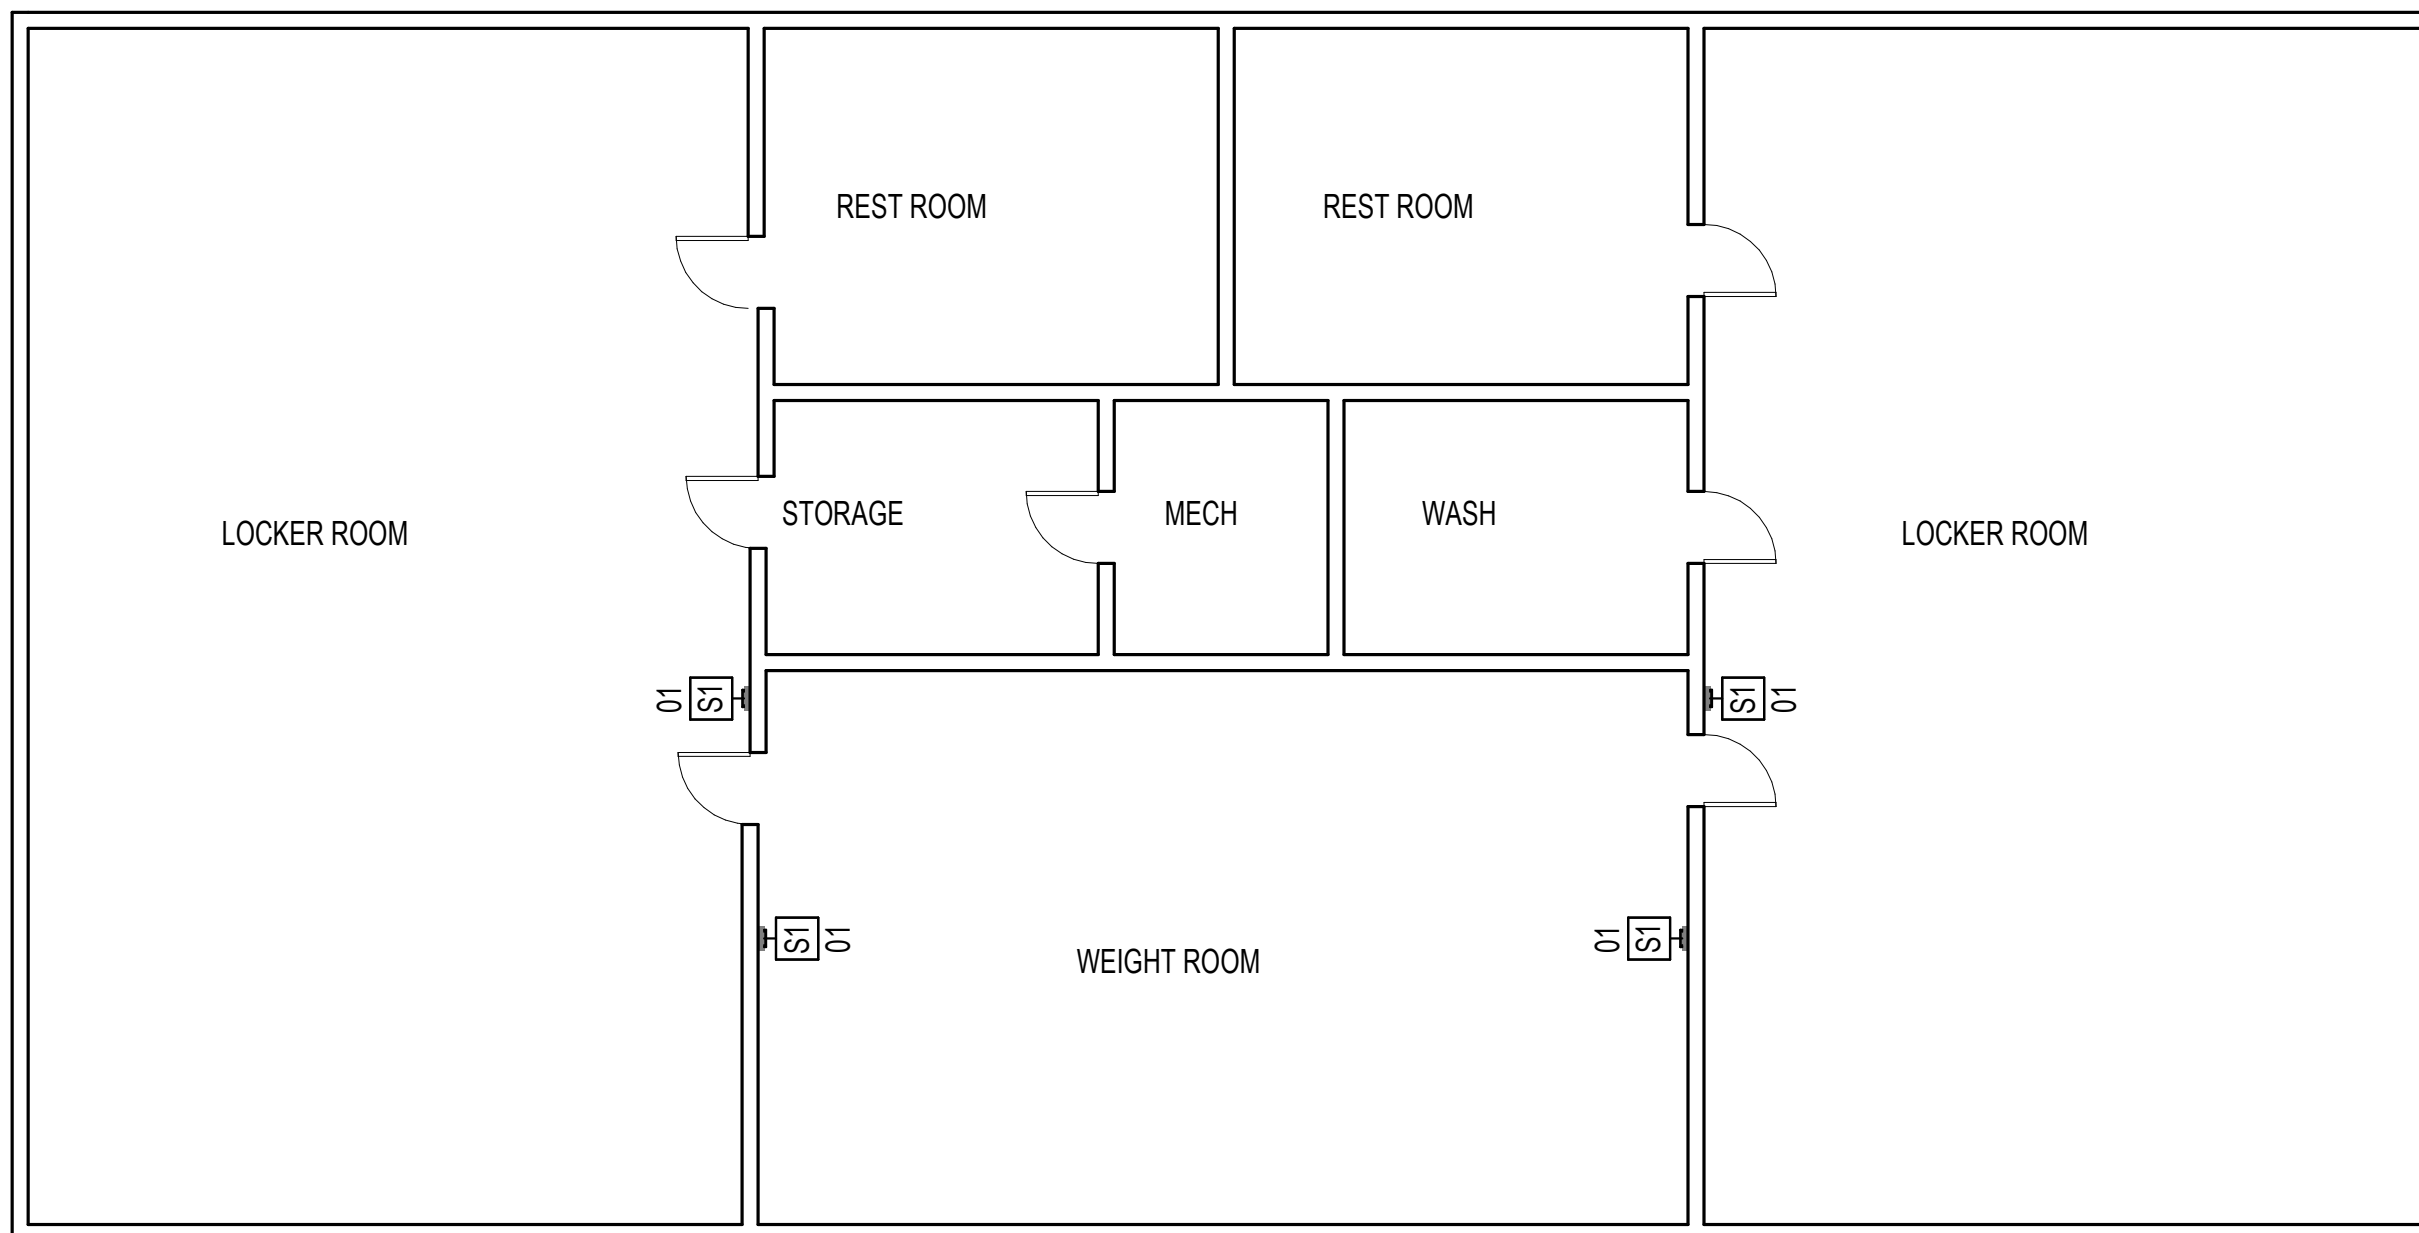 REST ROOM
REST ROOM
STORAGE
MECH
WASH
LOCKER ROOM
LOCKER ROOM
01
S1
S1
01
S1
01
01
S1
WEIGHT ROOM